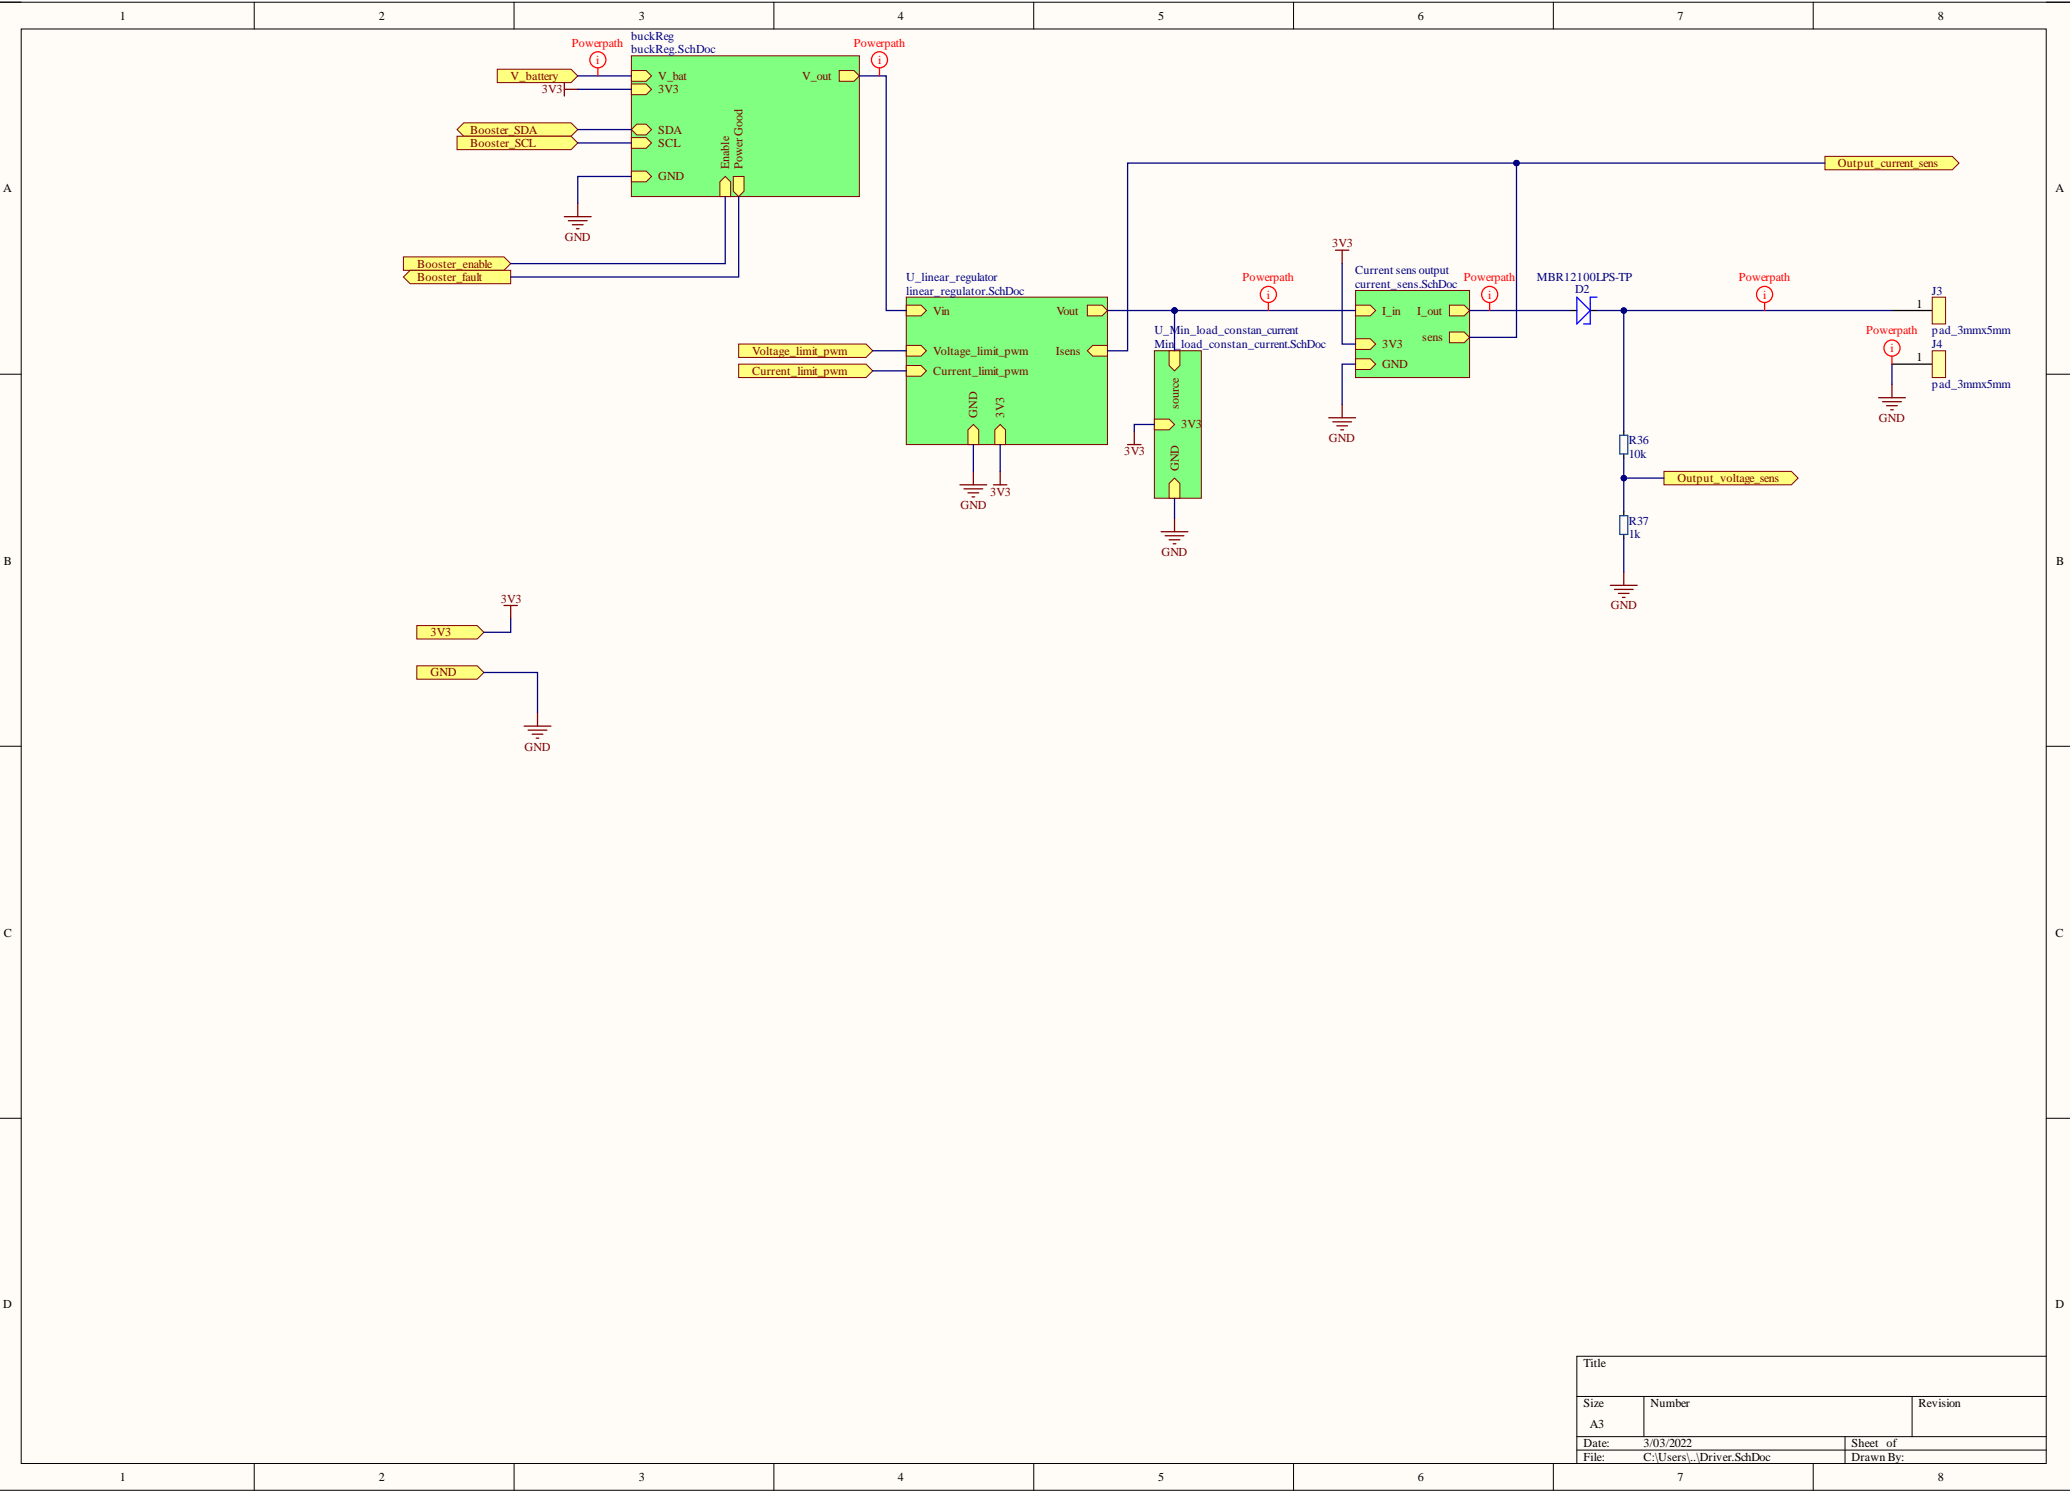 1 2 3 4 5 6 7 8
buckReg
buckReg.SchDoc
Powerpath
Powerpath
i
i
V_battery
V_bat
V_out
3V3
3V3
Booster_SDA
SDA
Booster_SCL
SCL
Enable
Power Good
GND
GND
Booster_enable
Booster_fault
A
A
Output_current_sens
U_linear_regulator
linear_regulator.SchDoc
Vin
Vout
Voltage_limit_pwm
Voltage_limit_pwm
Isens
Current_limit_pwm
Current_limit_pwm
GND
3V3
GND
3V3
Powerpath
i
U_Min_load_constan_current
Min_load_constan_current.SchDoc
source
3V3
3V3
GND
GND
3V3
Current sens output
current_sens.SchDoc
I_in
I_out
sens
3V3
GND
GND
Powerpath
i
MBR12100LPS-TP
D2
Powerpath
i
J3
1
pad_3mmx5mm
Powerpath
i
J4
1
pad_3mmx5mm
GND
R36
10k
Output_voltage_sens
R37
1k
GND
B
B
3V3
3V3
GND
GND
C
C
D
D
Title
Size
Number
Revision
A3
Date:
3/03/2022
Sheet of
File:
C:\Users\..\Driver.SchDoc
Drawn By:
1 2 3 4 5 6 7 8